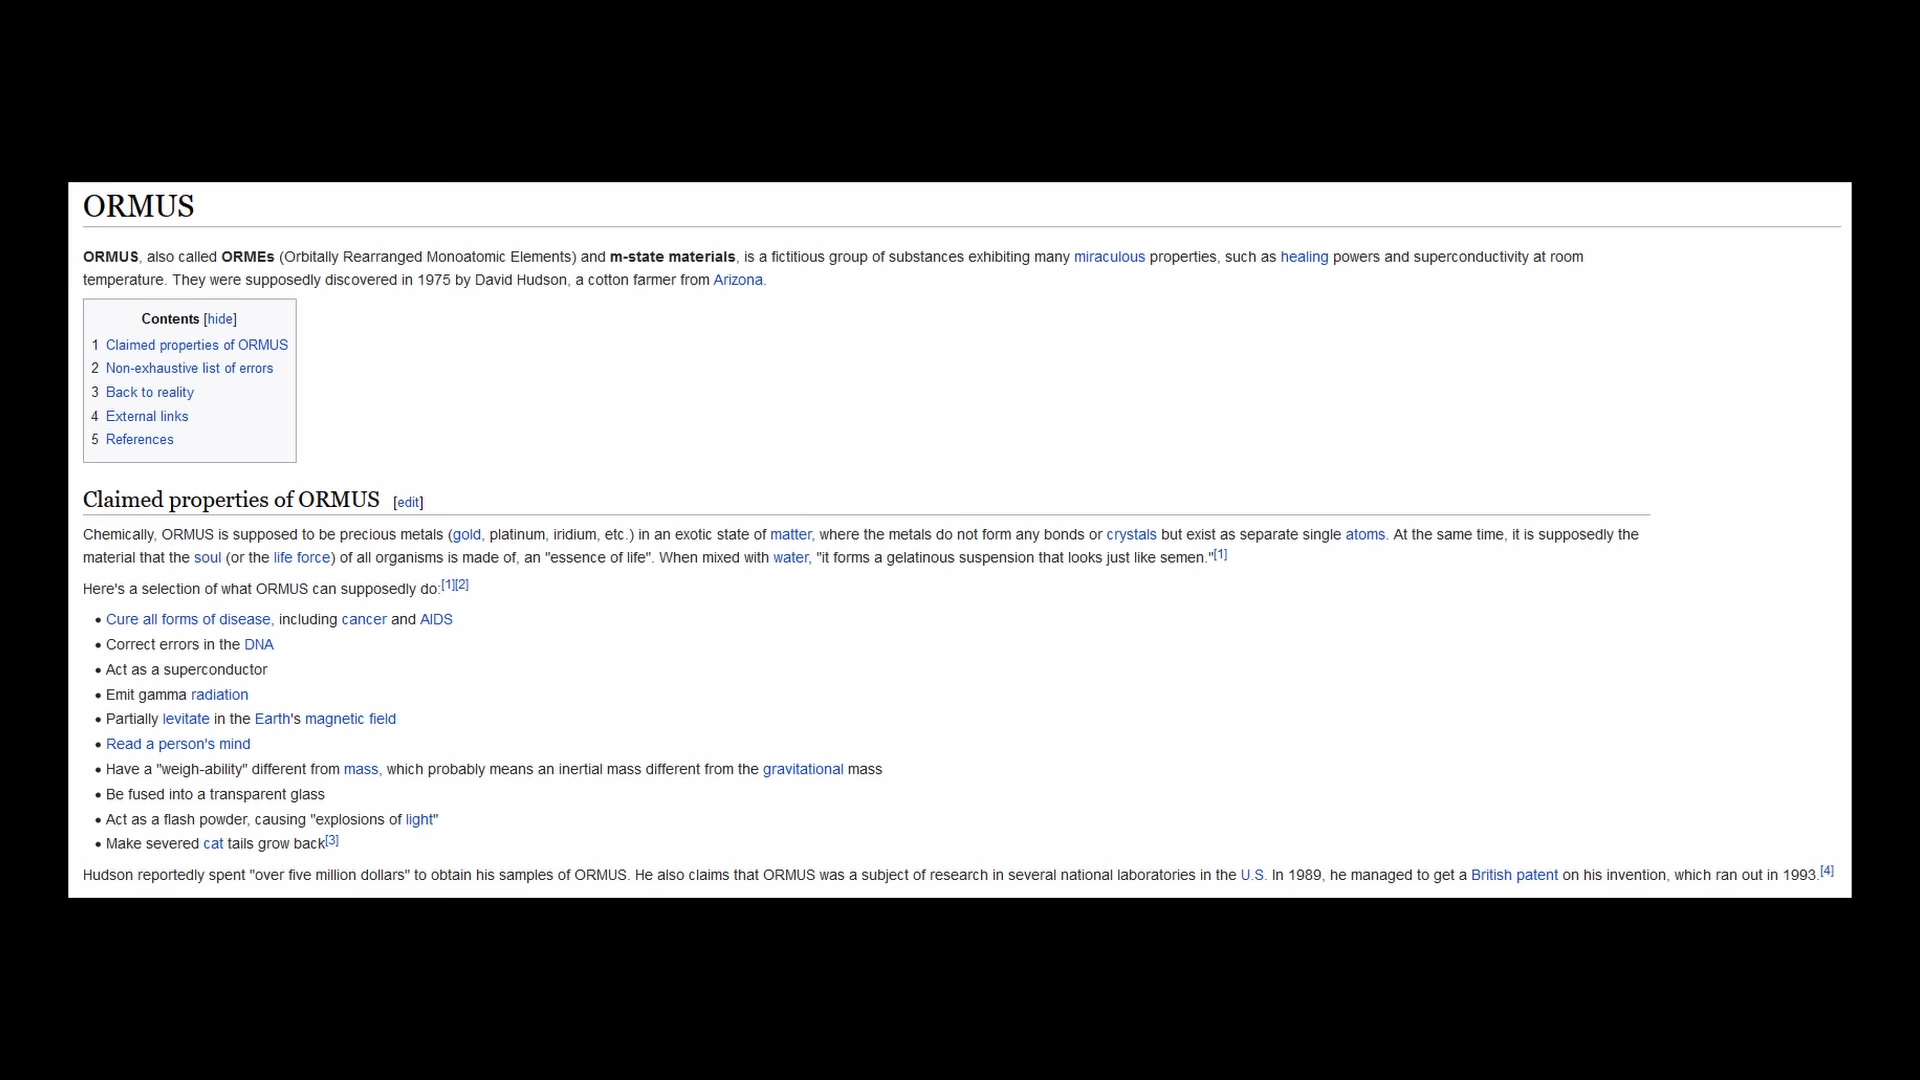 ORMUS
ORMUS, also called ORMEs (Orbitally Rearranged Monoatomic Elements) and m-state materials, is a fictitious group of substances exhibiting many miraculous properties, such as healing powers and superconductivity at room
temperature. They were supposedly discovered in 1975 by David Hudson, a cotton farmer from Arizona.
Contents [hide]
1 Claimed properties of ORMUS
2 Non-exhaustive list of errors
3 Back to reality
4 External links
5 References
Claimed properties of ORMUS [edit]
Chemically, ORMUS is supposed to be precious metals (gold, platinum, iridium, etc.) in an exotic state of matter, where the metals do not form any bonds or crystals but exist as separate single atoms. At the same time, it is supposedly the
material that the soul (or the life force) of all organisms is made of, an "essence of life". When mixed with water, "it forms a gelatinous suspension that looks just like semen."[1]
Here's a selection of what ORMUS can supposedly do:[1][2]
• Cure all forms of disease, including cancer and AIDS
• Correct errors in the DNA
• Act as a superconductor
• Emit gamma radiation
• Partially levitate in the Earth's magnetic field
• Read a person's mind
• Have a "weigh-ability" different from mass, which probably means an inertial mass different from the gravitational mass
• Be fused into a transparent glass
• Act as a flash powder, causing "explosions of light"
• Make severed cat tails grow back[3]
Hudson reportedly spent "over five million dollars" to obtain his samples of ORMUS. He also claims that ORMUS was a subject of research in several national laboratories in the U.S. In 1989, he managed to get a British patent on his invention, which ran out in 1993.[4]